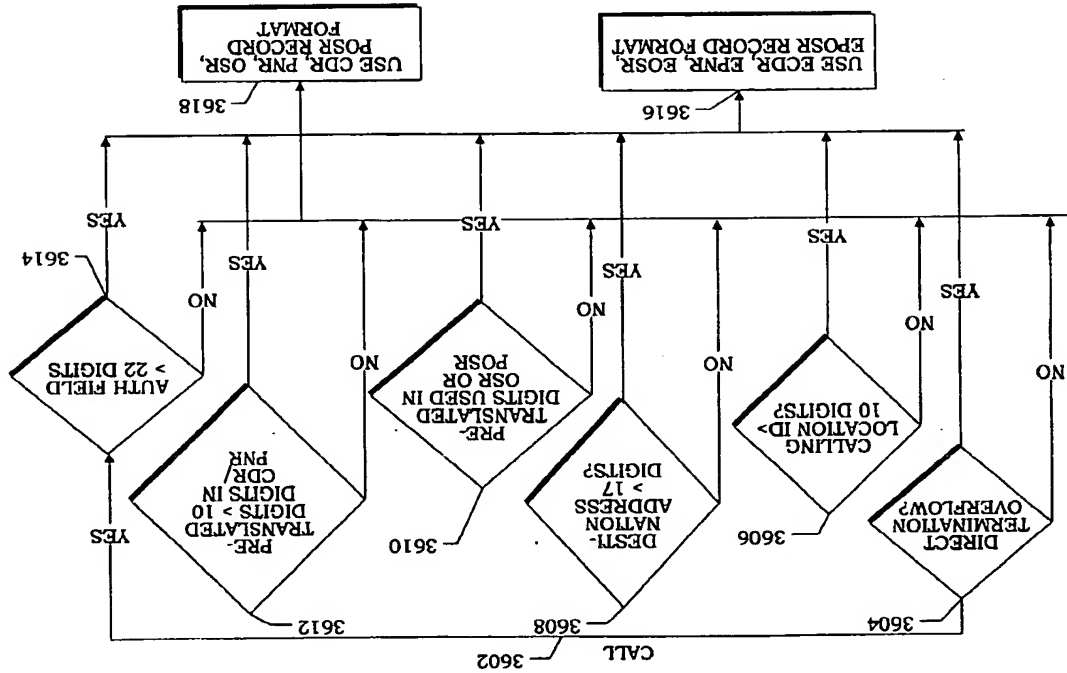 CALL
3602
3604
DIRECT
TERMINATION
OVERFLOW?
NO
YES
3606
CALLING
LOCATION ID>
10 DIGITS?
NO
YES
3608
DESTI-
NATION
ADDRESS
> 17
DIGITS?
NO
YES
3610
PRE-
TRANSLATED
DIGITS USED IN
OSR OR
POSR
NO
YES
3612
PRE-
TRANSLATED
DIGITS > 10
DIGITS IN
CDR/
PNR
NO
YES
YES
AUTH FIELD
> 22 DIGITS
3614
NO
YES
3616
USE ECDR, EPNR, EOSR,
EPOSR RECORD FORMAT
3618
USE CDR, PNR, OSR,
POSR RECORD
FORMAT